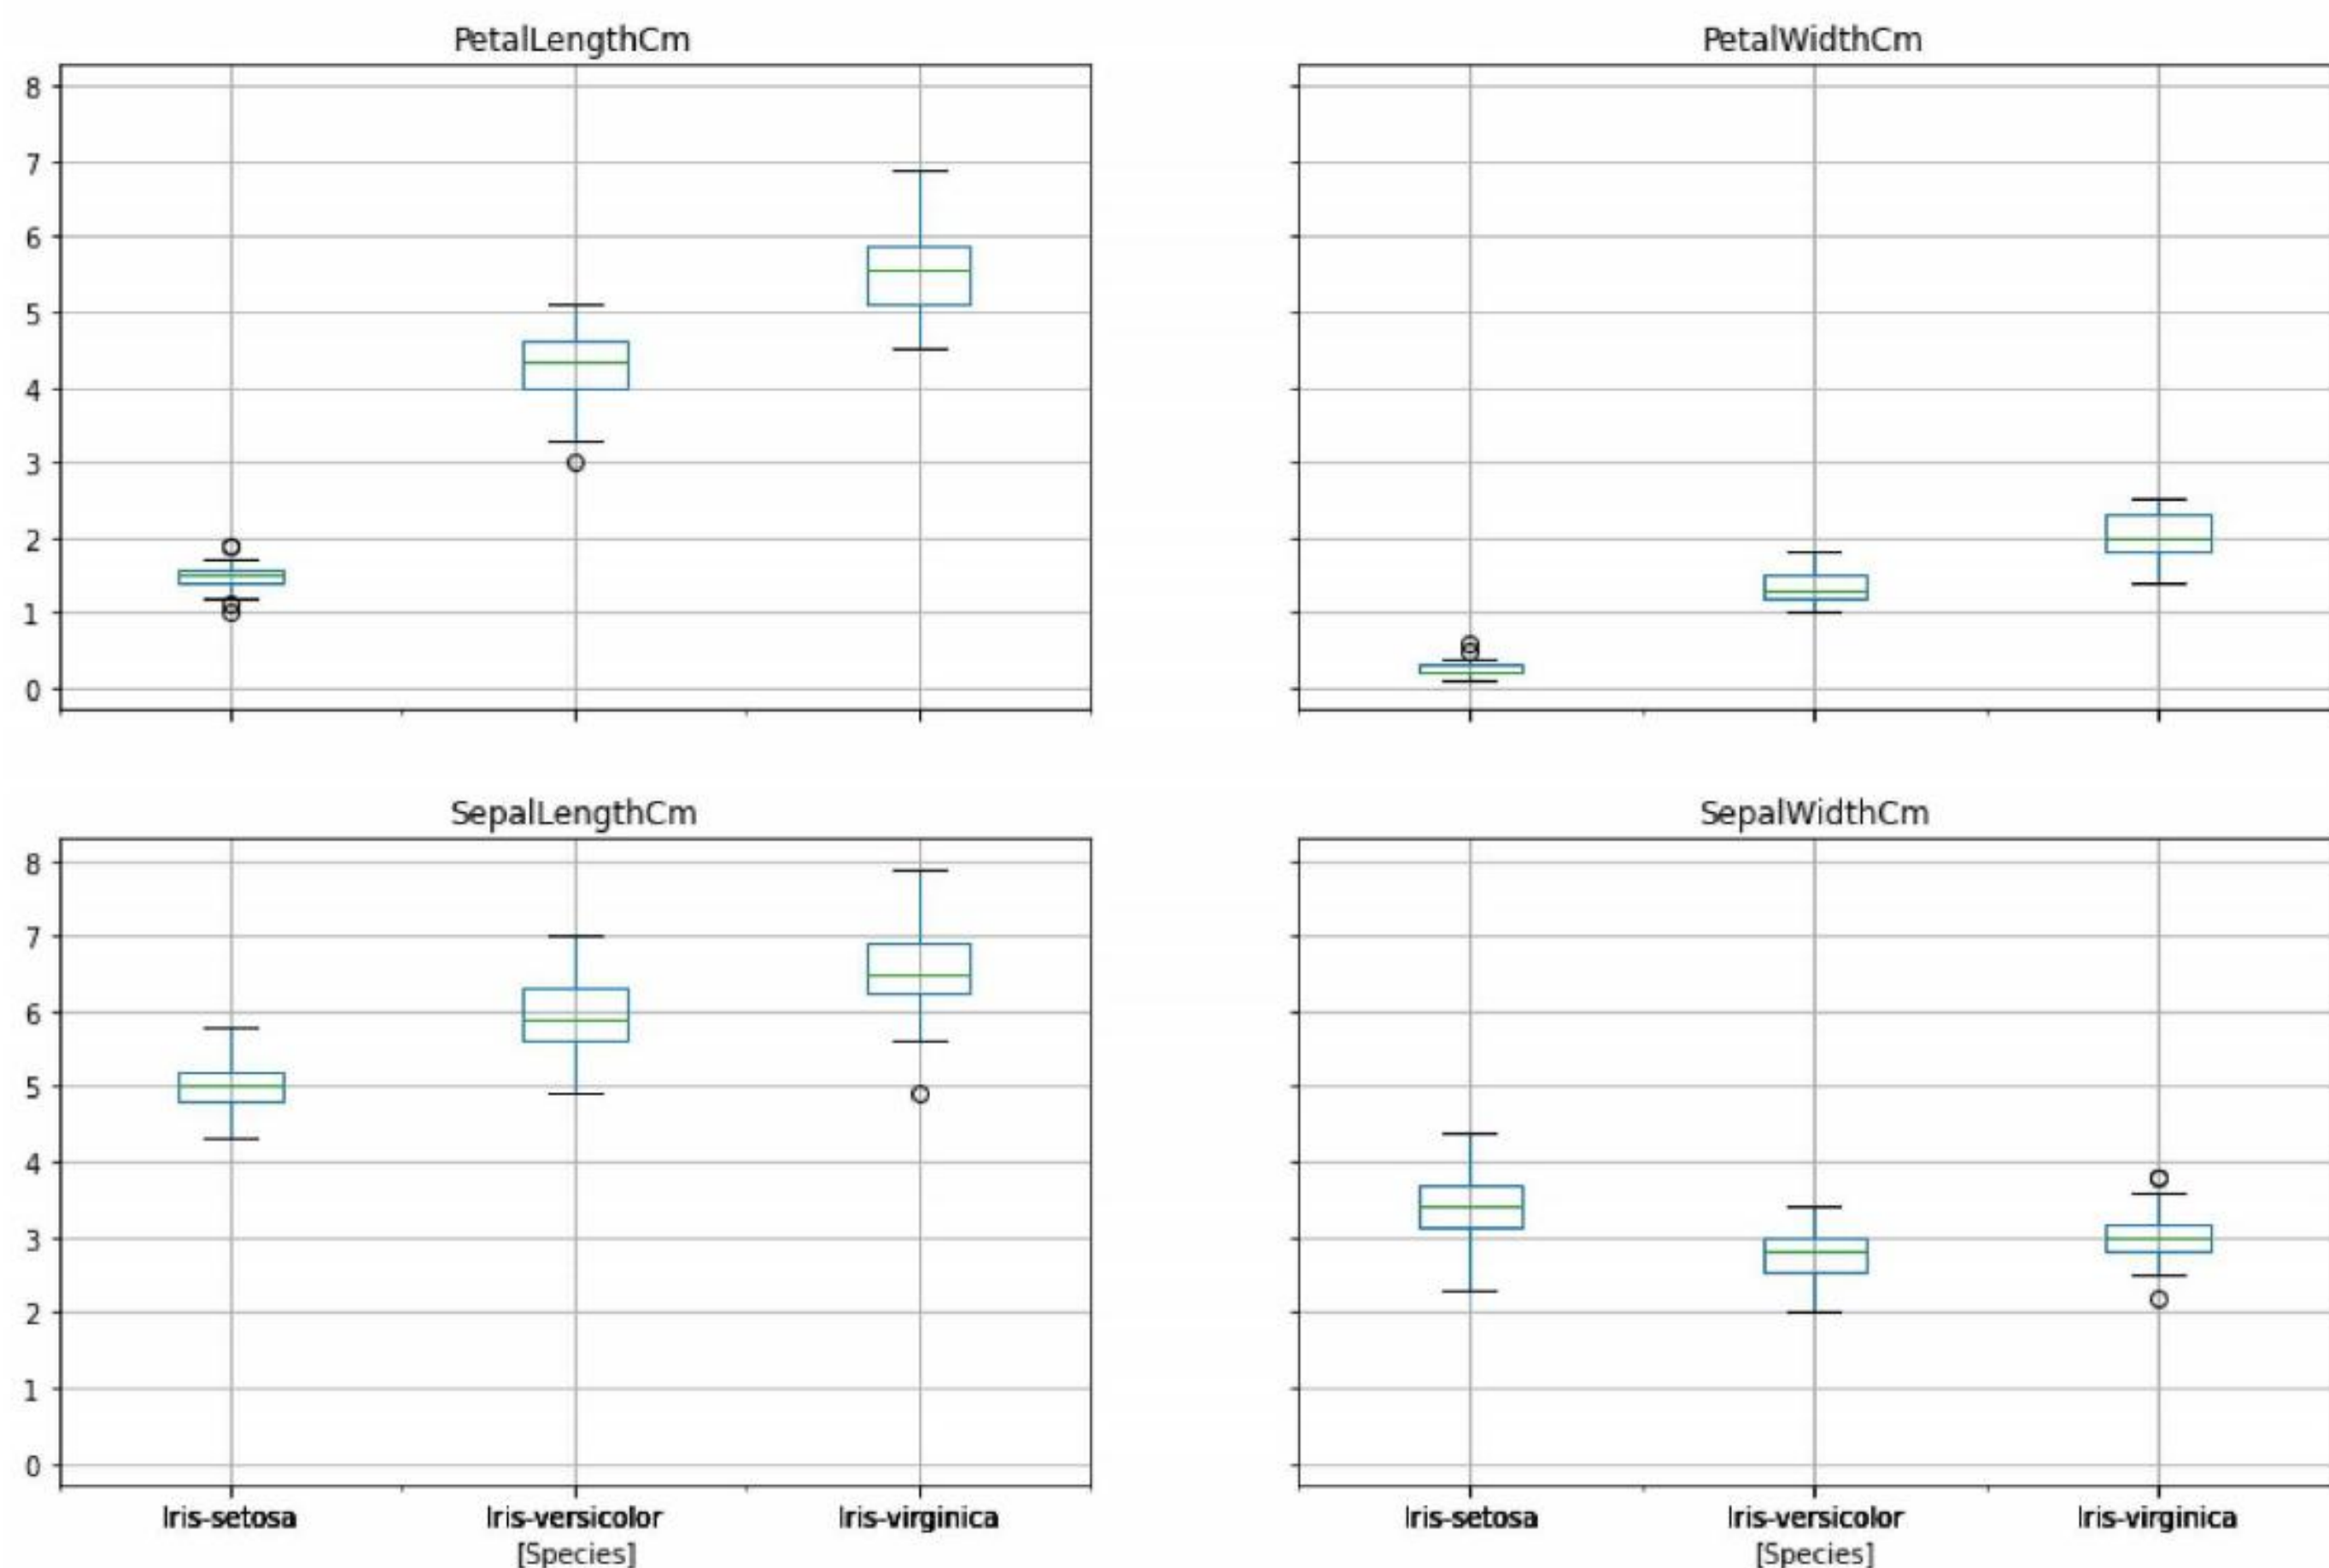 PetalLengthCm
PetalWidthCm
8
7
6
5
4
3
2
1
0
SepalLengthCm
SepalWidthCm
8
7
6
5
4
3
2
1
0
Iris-setosa Iris-versicolor Iris-virginica
[Species]
Iris-setosa Iris-versicolor Iris-virginica
[Species]